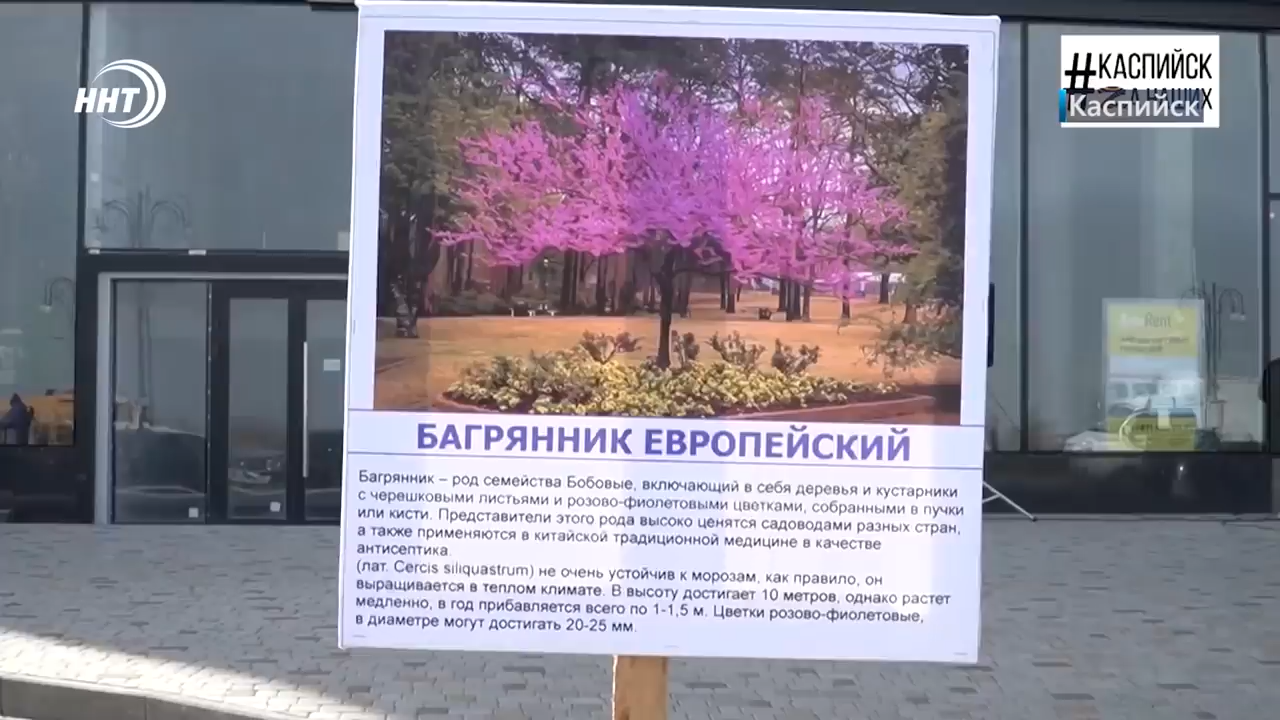 ННТ
#КАСПИЙСК
Каспийск
Rent
БАГРЯННИК ЕВРОПЕЙСКИЙ
Багрянник – род семейства Бобовые, включающий в себя деревья и кустарники
с черешковыми листьями и розово-фиолетовыми цветками, собранными в пучки
или кисти. Представители этого рода высоко ценятся садоводами разных стран,
а также применяются в китайской традиционной медицине в качестве
антисептика.
(лат. Cercis siliquastrum) не очень устойчив к морозам, как правило, он
выращивается в теплом климате. В высоту достигает 10 метров, однако растет
медленно, в год прибавляется всего по 1-1,5 м. Цветки розово-фиолетовые,
в диаметре могут достигать 20-25 мм.